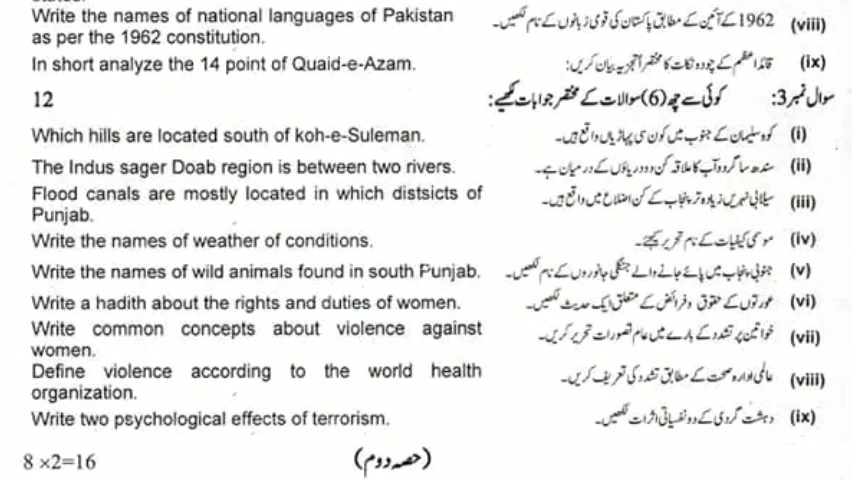 Write the names of national languages of Pakistan 1962 کے آئین کے مطابق پاکستان کی قومی زبانوں کے نام لکھیں۔ (viii)
as per the 1962 constitution.
In short analyze the 14 point of Quaid-e-Azam. قائداعظم کے چودہ نکات کا مختصراً تجزیہ بیان کریں: (ix)
12 سوال نمبر 3: کوئی سے چھ (6) سوالات کے مختصر جوابات لکھیے:
Which hills are located south of koh-e-Suleman. کوہ سلیمان کے جنوب میں کون سی پہاڑیاں واقع ہیں۔ (i)
The Indus sager Doab region is between two rivers. سندھ ساگر دوآب کا علاقہ کن دو دریاؤں کے درمیان ہے۔ (ii)
Flood canals are mostly located in which distsicts of سیلابی نہریں زیادہ تر پنجاب کے کن اضلاع میں واقع ہیں۔ (iii)
Punjab.
Write the names of weather of conditions. موسمی کیفیات کے نام تحریر کیجئے۔ (iv)
Write the names of wild animals found in south Punjab. جنوبی پنجاب میں پائے جانے والے جنگلی جانوروں کے نام لکھیں۔ (v)
Write a hadith about the rights and duties of women. عورتوں کے حقوق وفرائض کے متعلق ایک حدیث لکھیں۔ (vi)
Write common concepts about violence against خواتین پر تشدد کے بارے میں عام تصورات تحریر کریں۔ (vii)
women.
Define violence according to the world health عالمی ادارہ صحت کے مطابق تشدد کی تعریف کریں۔ (viii)
organization.
Write two psychological effects of terrorism. دہشت گردی کے دو نفسیاتی اثرات لکھیں۔ (ix)
8 ×2=16 (حصہ دوم)